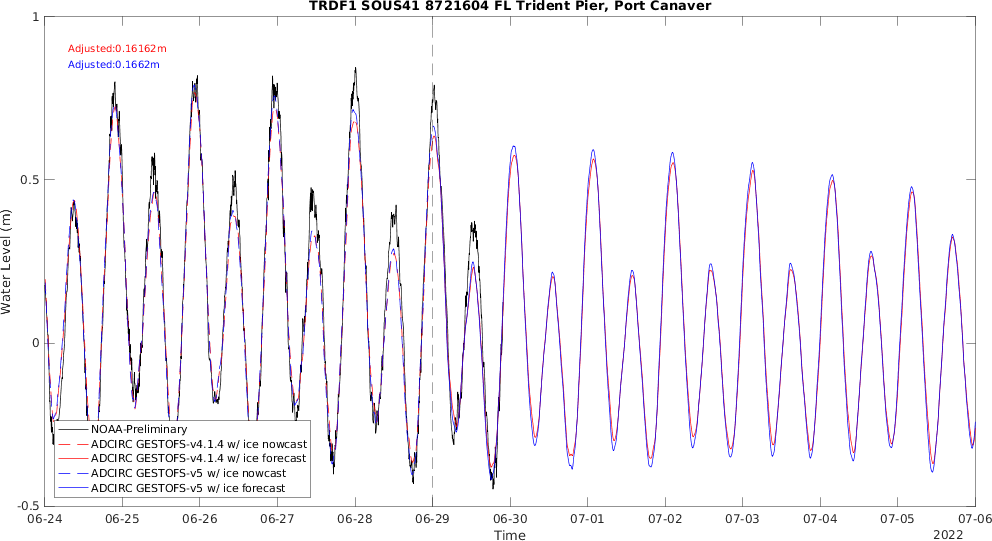 TRDF1 SOUS41 8721604 FL Trident Pier, Port Canaver
Adjusted:0.16162m
Adjusted:0.1662m
Water Level (m)
1
0.5
0
-0.5
NOAA-Preliminary
ADCIRC GESTOFS-v4.1.4 w/ ice nowcast
ADCIRC GESTOFS-v4.1.4 w/ ice forecast
ADCIRC GESTOFS-v5 w/ ice nowcast
ADCIRC GESTOFS-v5 w/ ice forecast
06-24 06-25 06-26 06-27 06-28 06-29 06-30 07-01 07-02 07-03 07-04 07-05 07-06
Time
2022